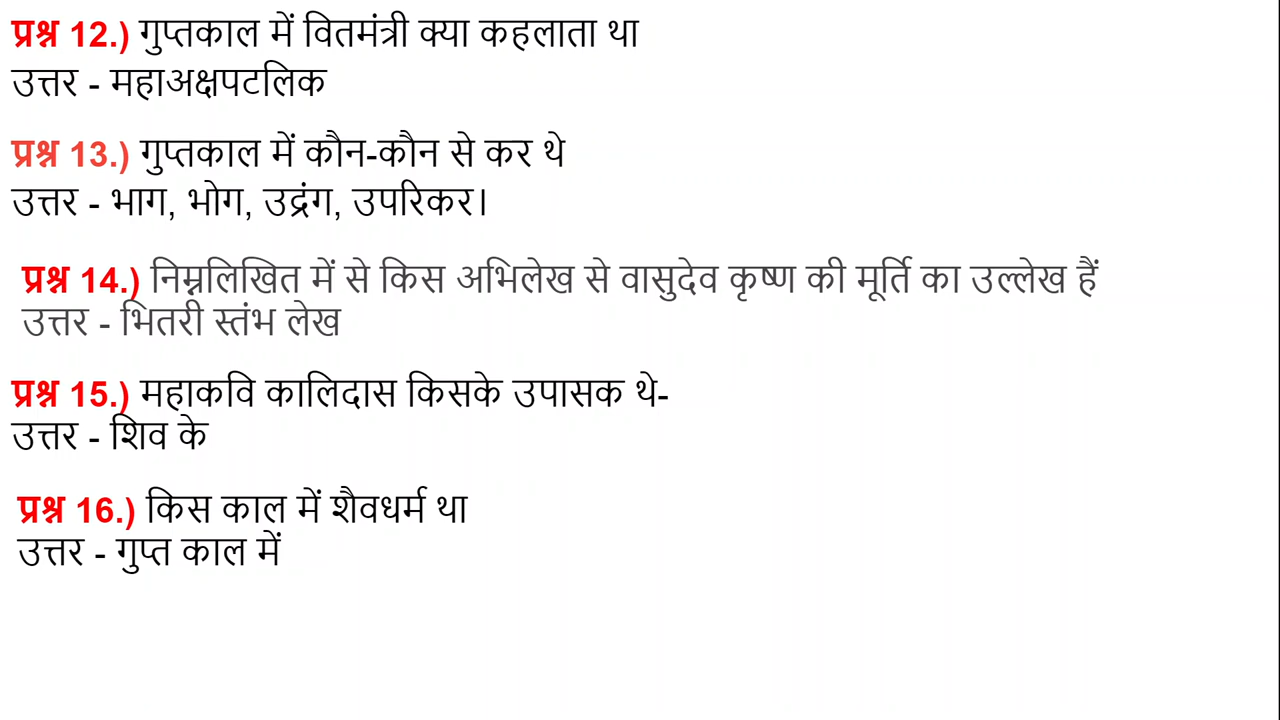 प्रश्न 12.) गुप्तकाल में वितमंत्री क्या कहलाता था
उत्तर - महाअक्षपटलिक
प्रश्न 13.) गुप्तकाल में कौन-कौन से कर थे
उत्तर - भाग, भोग, उद्रंग, उपरिकर।
प्रश्न 14.) निम्नलिखित में से किस अभिलेख से वासुदेव कृष्ण की मूर्ति का उल्लेख हैं
उत्तर - भितरी स्तंभ लेख
प्रश्न 15.) महाकवि कालिदास किसके उपासक थे-
उत्तर - शिव के
प्रश्न 16.) किस काल में शैवधर्म था
उत्तर - गुप्त काल में